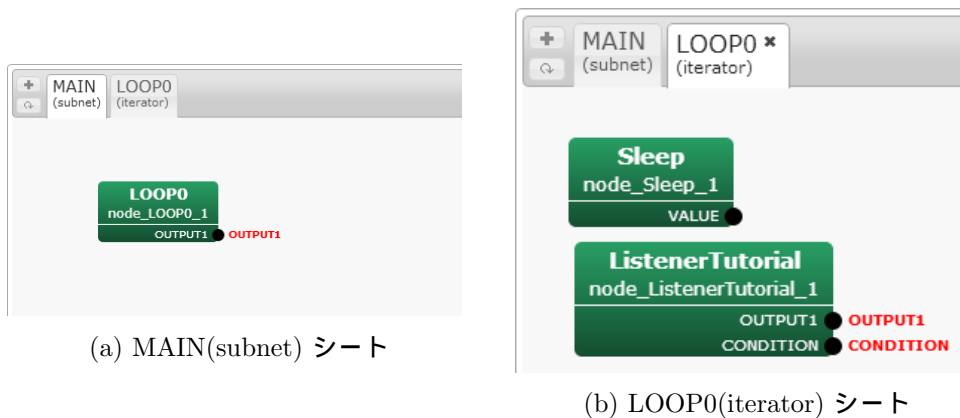 MAIN
(subnet)
LOOP0
(iterator)
LOOP0
node_LOOP0_1
OUTPUT1
OUTPUT1
(a) MAIN(subnet) シート
MAIN
(subnet)
LOOP0 ✖
(iterator)
Sleep
node_Sleep_1
VALUE
ListenerTutorial
node_ListenerTutorial_1
OUTPUT1
OUTPUT1
CONDITION
CONDITION
(b) LOOP0(iterator) シート